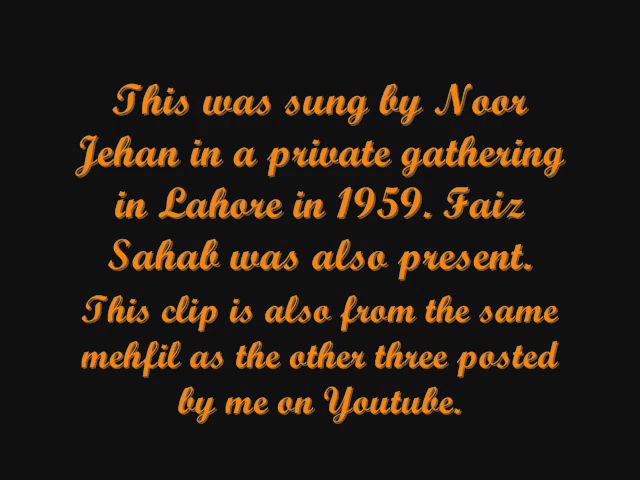 This was sung by Noor
Jehan in a private gathering
in Lahore in 1959. Faiz
Sahab was also present.
This clip is also from the same
mehfil as the other three posted
by me on Youtube.